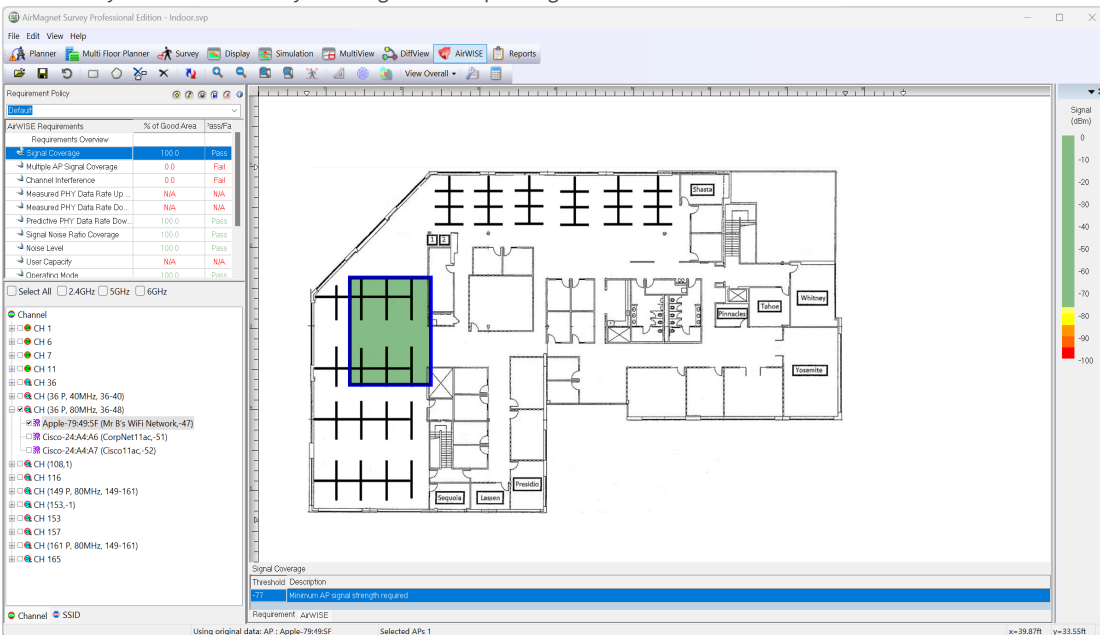 AirMagnet Survey Professional Edition - Indoor.svp
File Edit View Help
Planner Multi Floor Planner Survey Display Simulation MultiView DiffView AirWISE Reports
View Overall
Requirement Policy
Default
AirWISE Requirements % of Good Area Pass/Fa
Requirements Overview
Signal Coverage 100.0 Pass
Multiple AP Signal Coverage 0.0 Fail
Channel Interference 0.0 Fail
Measured PHY Data Rate Up ... N/A N/A
Measured PHY Data Rate Do... N/A N/A
Predictive PHY Data Rate Dow... 100.0 Pass
Signal Noise Ratio Coverage 100.0 Pass
Noise Level 100.0 Pass
User Capacity N/A N/A
Operating Mode 100.0 Pass
Select All 2.4GHz 5GHz 6GHz
Channel
CH 1
CH 6
CH 7
CH 11
CH 36
CH (36 P, 40MHz, 36-40)
CH (36 P, 80MHz, 36-48)
Apple-79:49:5F (Mr B's WiFi Network,-47)
Cisco-24:A4:A6 (CorpNet11ac,-51)
Cisco-24:A4:A7 (Cisco11ac,-52)
CH (108,1)
CH 116
CH (149 P, 80MHz, 149-161)
CH (153,-1)
CH 153
CH 157
CH (161 P, 80MHz, 149-161)
CH 165
Channel SSID
Shasta
1 2
Whitney
Tahoe
Pinnacles
Yosemite
Presidio
Sequoia Lassen
Signal Coverage
Threshold Description
-77 Minimum AP signal strength required
Requirement AirWISE
Signal
(dBm)
0
-10
-20
-30
-40
-50
-60
-70
-80
-90
-100
Using original data: AP : Apple-79:49:5F Selected APs 1 x=39.87ft y=33.55ft